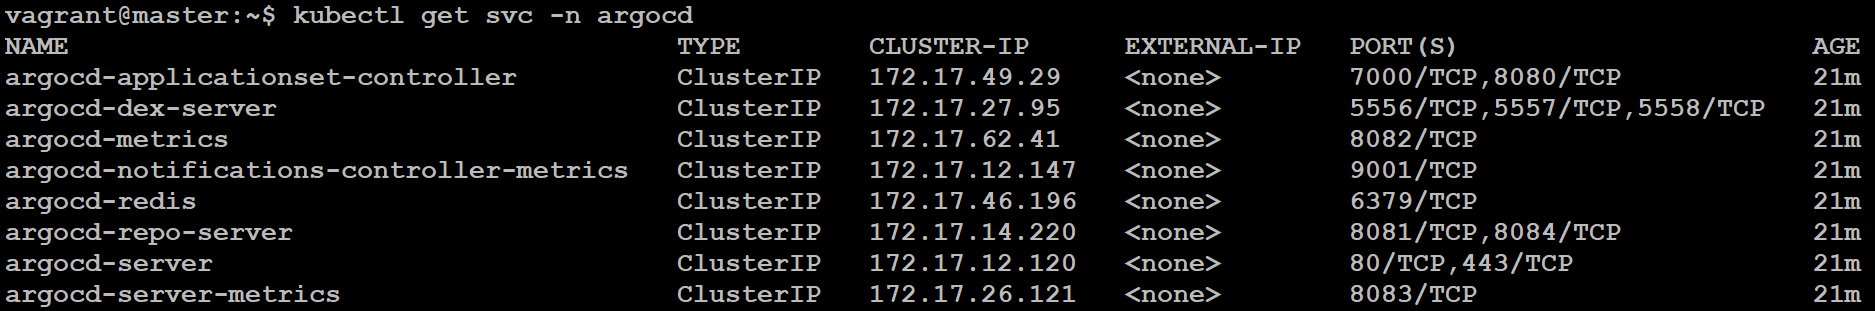 vagrant@master:~$ kubectl get svc -n argocd
NAME TYPE CLUSTER-IP EXTERNAL-IP PORT(S) AGE
argocd-applicationset-controller ClusterIP 172.17.49.29 <none> 7000/TCP,8080/TCP 21m
argocd-dex-server ClusterIP 172.17.27.95 <none> 5556/TCP,5557/TCP,5558/TCP 21m
argocd-metrics ClusterIP 172.17.62.41 <none> 8082/TCP 21m
argocd-notifications-controller-metrics ClusterIP 172.17.12.147 <none> 9001/TCP 21m
argocd-redis ClusterIP 172.17.46.196 <none> 6379/TCP 21m
argocd-repo-server ClusterIP 172.17.14.220 <none> 8081/TCP,8084/TCP 21m
argocd-server ClusterIP 172.17.12.120 <none> 80/TCP,443/TCP 21m
argocd-server-metrics ClusterIP 172.17.26.121 <none> 8083/TCP 21m